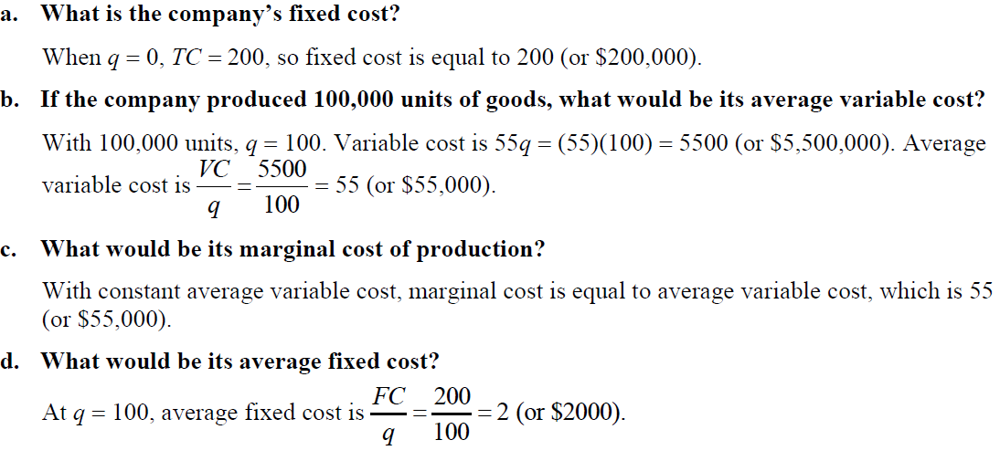 a. What is the company’s fixed cost?
When q = 0, TC = 200, so fixed cost is equal to 200 (or $200,000).
b. If the company produced 100,000 units of goods, what would be its average variable cost?
With 100,000 units, q = 100. Variable cost is 55q = (55)(100) = 5500 (or $5,500,000). Average
variable cost is VC/q = 5500/100 = 55 (or $55,000).
c. What would be its marginal cost of production?
With constant average variable cost, marginal cost is equal to average variable cost, which is 55
(or $55,000).
d. What would be its average fixed cost?
At q = 100, average fixed cost is FC/q = 200/100 = 2 (or $2000).